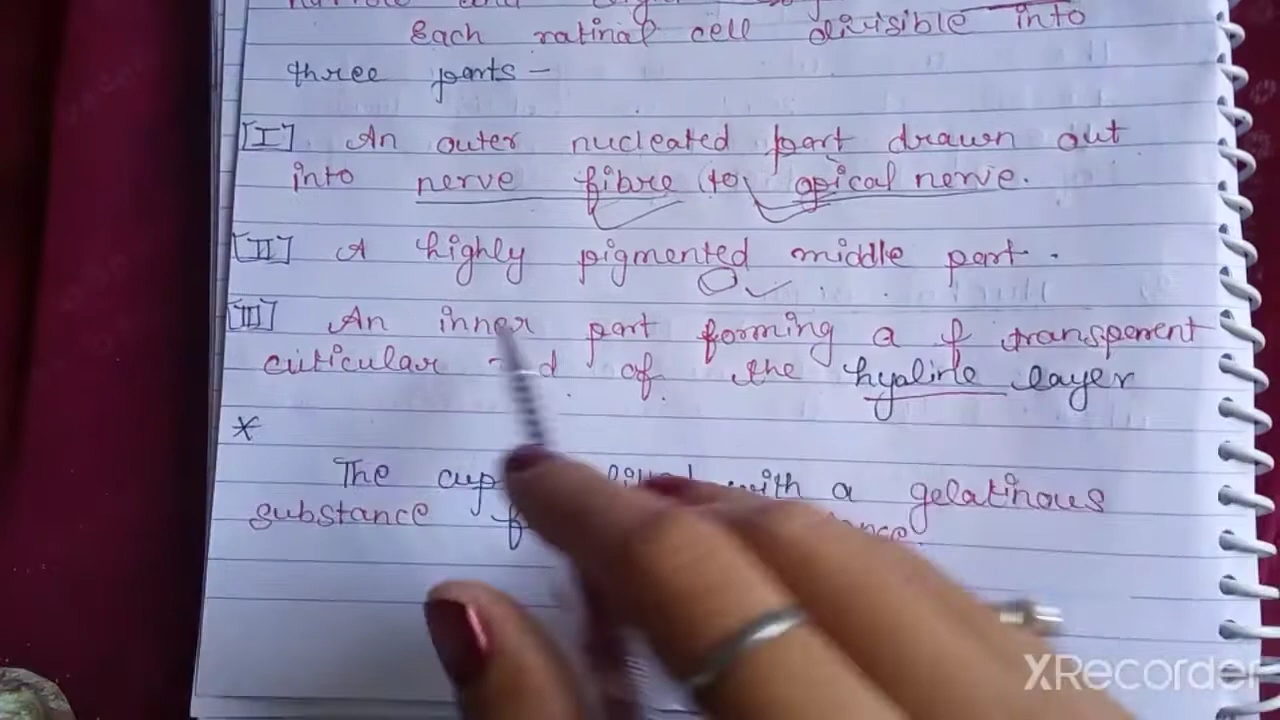 Each ratinal cell divisible into
three parts -
[I] An outer nucleated part drawn out
into nerve fibre to apical nerve.
[II] A highly pigmented middle part.
[III] An inner part forming a f transperent
cuticular of the hyaline layer
*
The with a gelatinous
substance
XRecorder